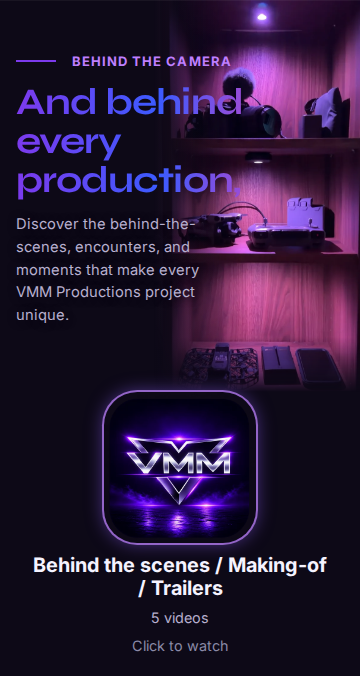 BEHIND THE CAMERA
And behind
every
production,
Discover the behind-the-
scenes, encounters, and
moments that make every
VMM Productions project
unique.
VMM
Behind the scenes / Making-of
/ Trailers
5 videos
Click to watch